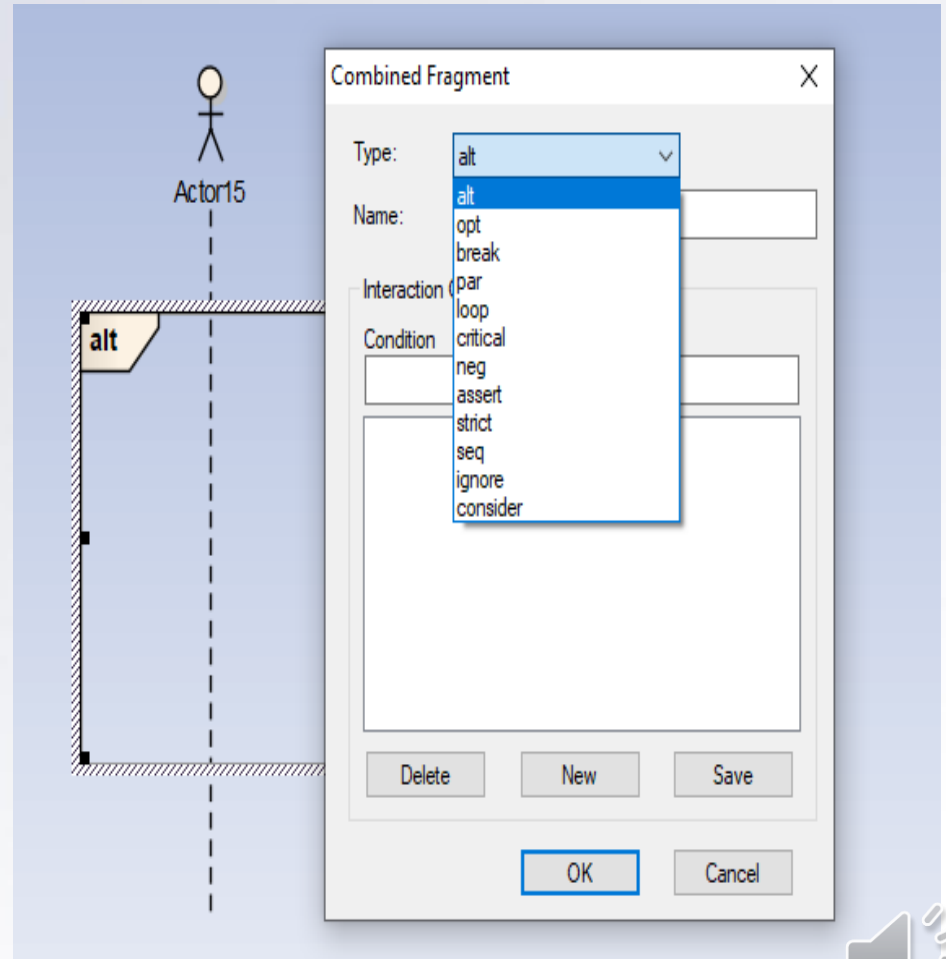 Combined Fragment
Actor15
Type: alt
alt
Name:
opt
break
par
Interaction
loop
alt
Condition
critical
neg
assert
strict
seq
ignore
consider
Delete New Save
OK Cancel